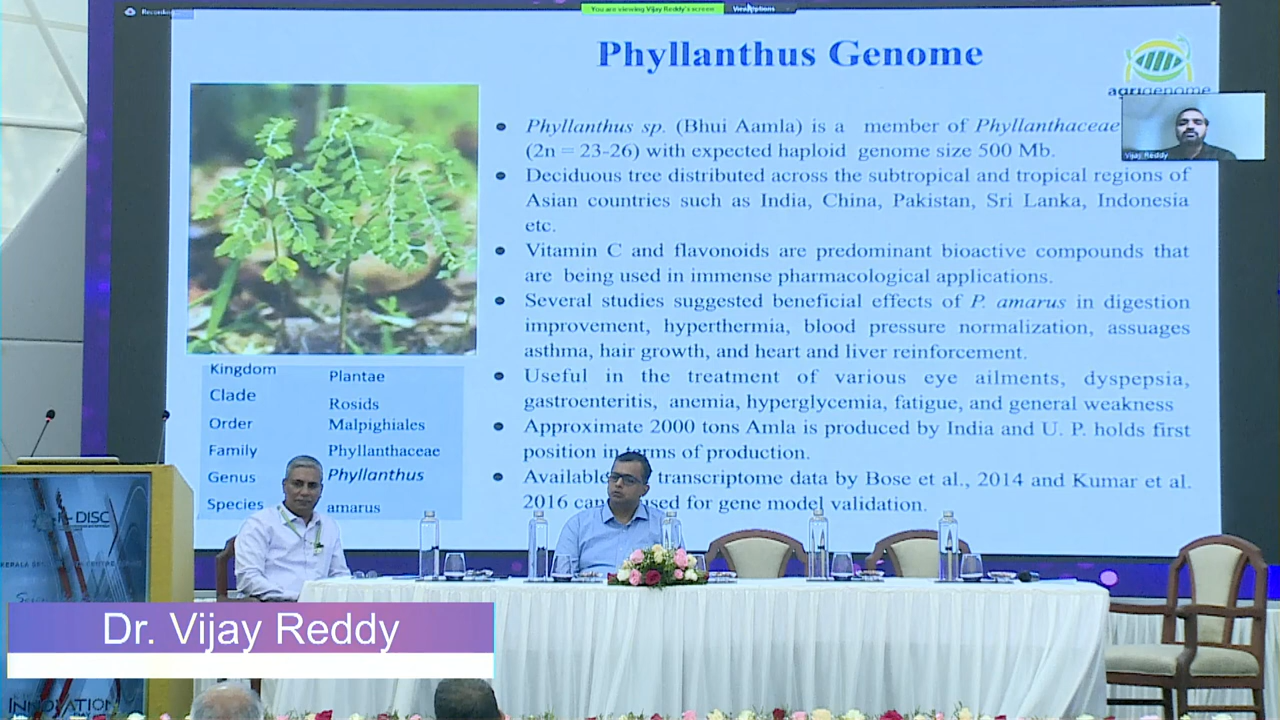 Recording
You are viewing Vijay Reddy's screen
View Options
Phyllanthus Genome
agrigenome
Vijay Reddy
• Phyllanthus sp. (Bhui Aamla) is a member of Phyllanthaceae
(2n = 23-26) with expected haploid genome size 500 Mb.
• Deciduous tree distributed across the subtropical and tropical regions of
Asian countries such as India, China, Pakistan, Sri Lanka, Indonesia
etc.
• Vitamin C and flavonoids are predominant bioactive compounds that
are being used in immense pharmacological applications.
• Several studies suggested beneficial effects of P. amarus in digestion
improvement, hyperthermia, blood pressure normalization, assuages
asthma, hair growth, and heart and liver reinforcement.
• Useful in the treatment of various eye ailments, dyspepsia,
gastroenteritis, anemia, hyperglycemia, fatigue, and general weakness
• Approximate 2000 tons Amla is produced by India and U. P. holds first
position in terms of production.
• Available transcriptome data by Bose et al., 2014 and Kumar et al.
2016 can used for gene model validation.
Kingdom Plantae
Clade Rosids
Order Malpighiales
Family Phyllanthaceae
Genus Phyllanthus
Species amarus
K-DISC
Dr. Vijay Reddy
INNOVATION